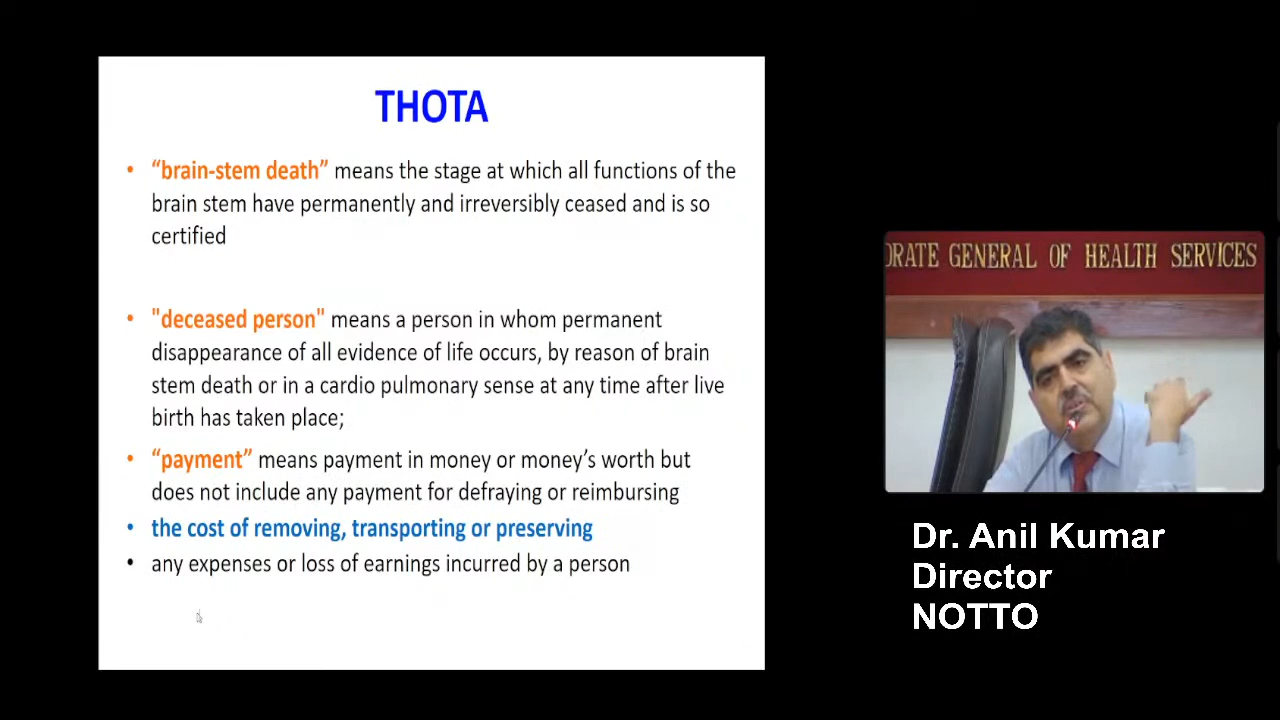 THOTA
• “brain-stem death” means the stage at which all functions of the
brain stem have permanently and irreversibly ceased and is so
certified
• "deceased person" means a person in whom permanent
disappearance of all evidence of life occurs, by reason of brain
stem death or in a cardio pulmonary sense at any time after live
birth has taken place;
• “payment” means payment in money or money’s worth but
does not include any payment for defraying or reimbursing
• the cost of removing, transporting or preserving
• any expenses or loss of earnings incurred by a person
ORATE GENERAL OF HEALTH SERVICES
Dr. Anil Kumar
Director
NOTTO